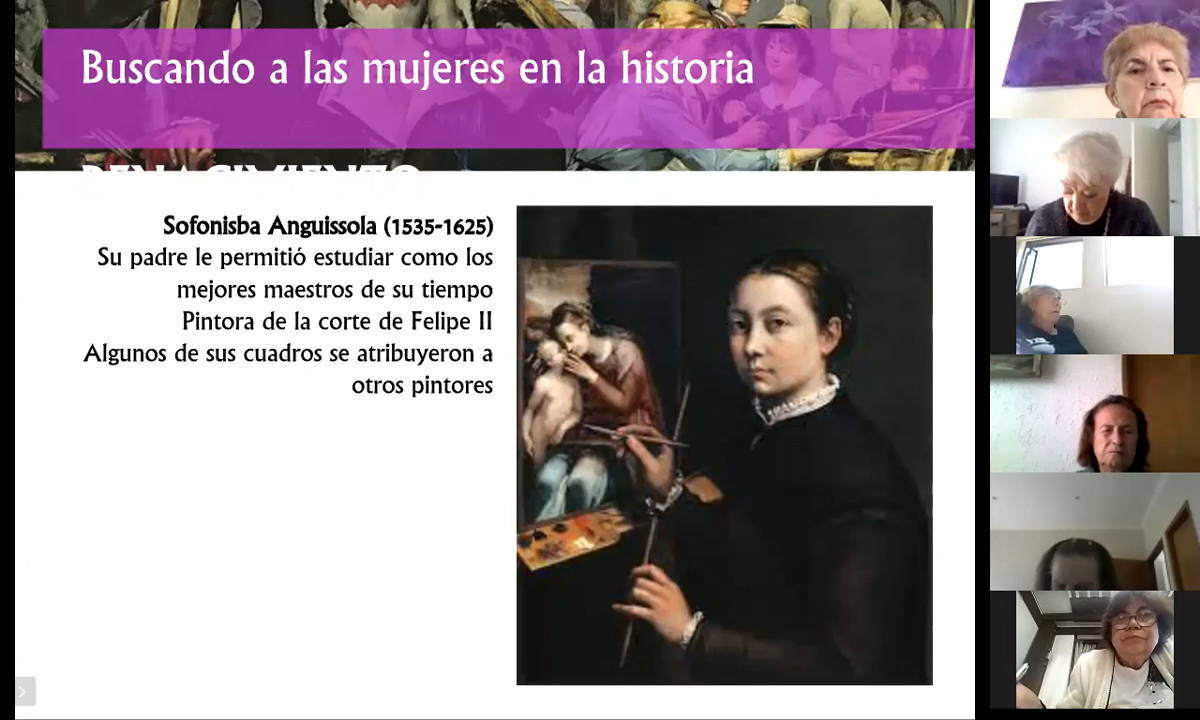 Buscando a las mujeres en la historia
RENACIMIENTO
Sofonisba Anguissola (1535-1625)
Su padre le permitió estudiar como los
mejores maestros de su tiempo
Pintora de la corte de Felipe II
Algunos de sus cuadros se atribuyeron a
otros pintores